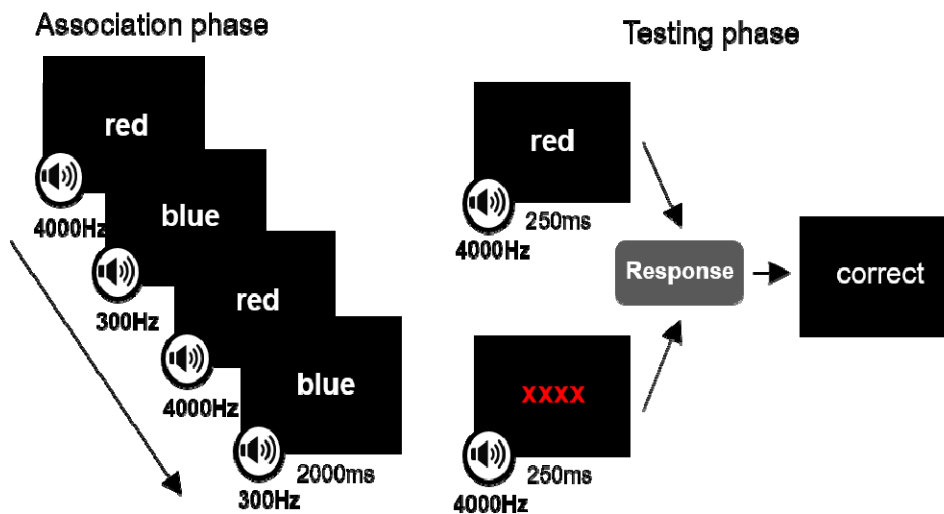 Association phase
red
4000Hz
blue
300Hz
red
4000Hz
blue
2000ms
300Hz
Testing phase
red
250ms
4000Hz
xxxx
250ms
4000Hz
Response
correct